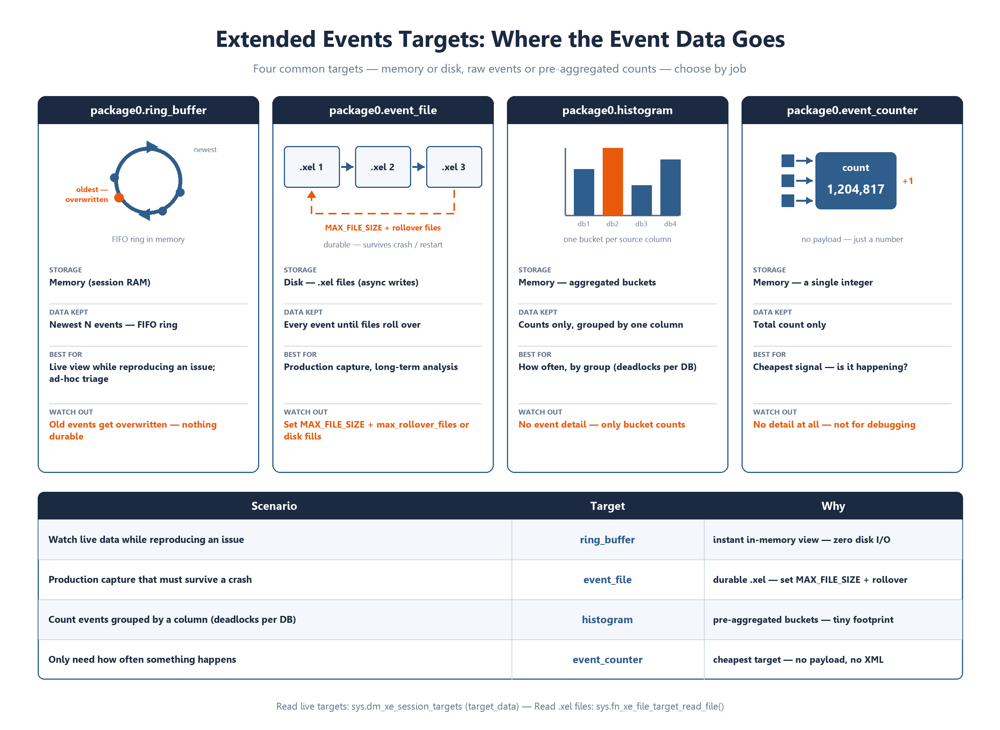 Extended Events Targets: Where the Event Data Goes
Four common targets — memory or disk, raw events or pre-aggregated counts — choose by job
package0.ring_buffer
newest
oldest —
overwritten
FIFO ring in memory
STORAGE
Memory (session RAM)
DATA KEPT
Newest N events — FIFO ring
BEST FOR
Live view while reproducing an issue;
ad-hoc triage
WATCH OUT
Old events get overwritten — nothing
durable
package0.event_file
.xel 1
.xel 2
.xel 3
MAX_FILE_SIZE + rollover files
durable — survives crash / restart
STORAGE
Disk — .xel files (async writes)
DATA KEPT
Every event until files roll over
BEST FOR
Production capture, long-term analysis
WATCH OUT
Set MAX_FILE_SIZE + max_rollover_files or
disk fills
package0.histogram
db1
db2
db3
db4
one bucket per source column
STORAGE
Memory — aggregated buckets
DATA KEPT
Counts only, grouped by one column
BEST FOR
How often, by group (deadlocks per DB)
WATCH OUT
No event detail — only bucket counts
package0.event_counter
count
1,204,817
+1
no payload — just a number
STORAGE
Memory — a single integer
DATA KEPT
Total count only
BEST FOR
Cheapest signal — is it happening?
WATCH OUT
No detail at all — not for debugging
Scenario
Target
Why
Watch live data while reproducing an issue
ring_buffer
instant in-memory view — zero disk I/O
Production capture that must survive a crash
event_file
durable .xel — set MAX_FILE_SIZE + rollover
Count events grouped by a column (deadlocks per DB)
histogram
pre-aggregated buckets — tiny footprint
Only need how often something happens
event_counter
cheapest target — no payload, no XML
Read live targets: sys.dm_xe_session_targets (target_data) — Read .xel files: sys.fn_xe_file_target_read_file()